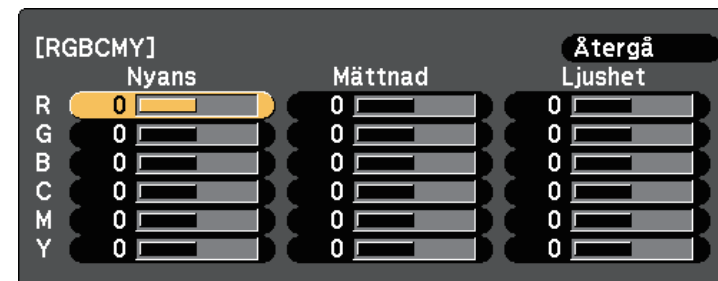 [RGBCMY] Återgå
Nyans Mättnad Ljushet
R 0 0 0
G 0 0 0
B 0 0 0
C 0 0 0
M 0 0 0
Y 0 0 0